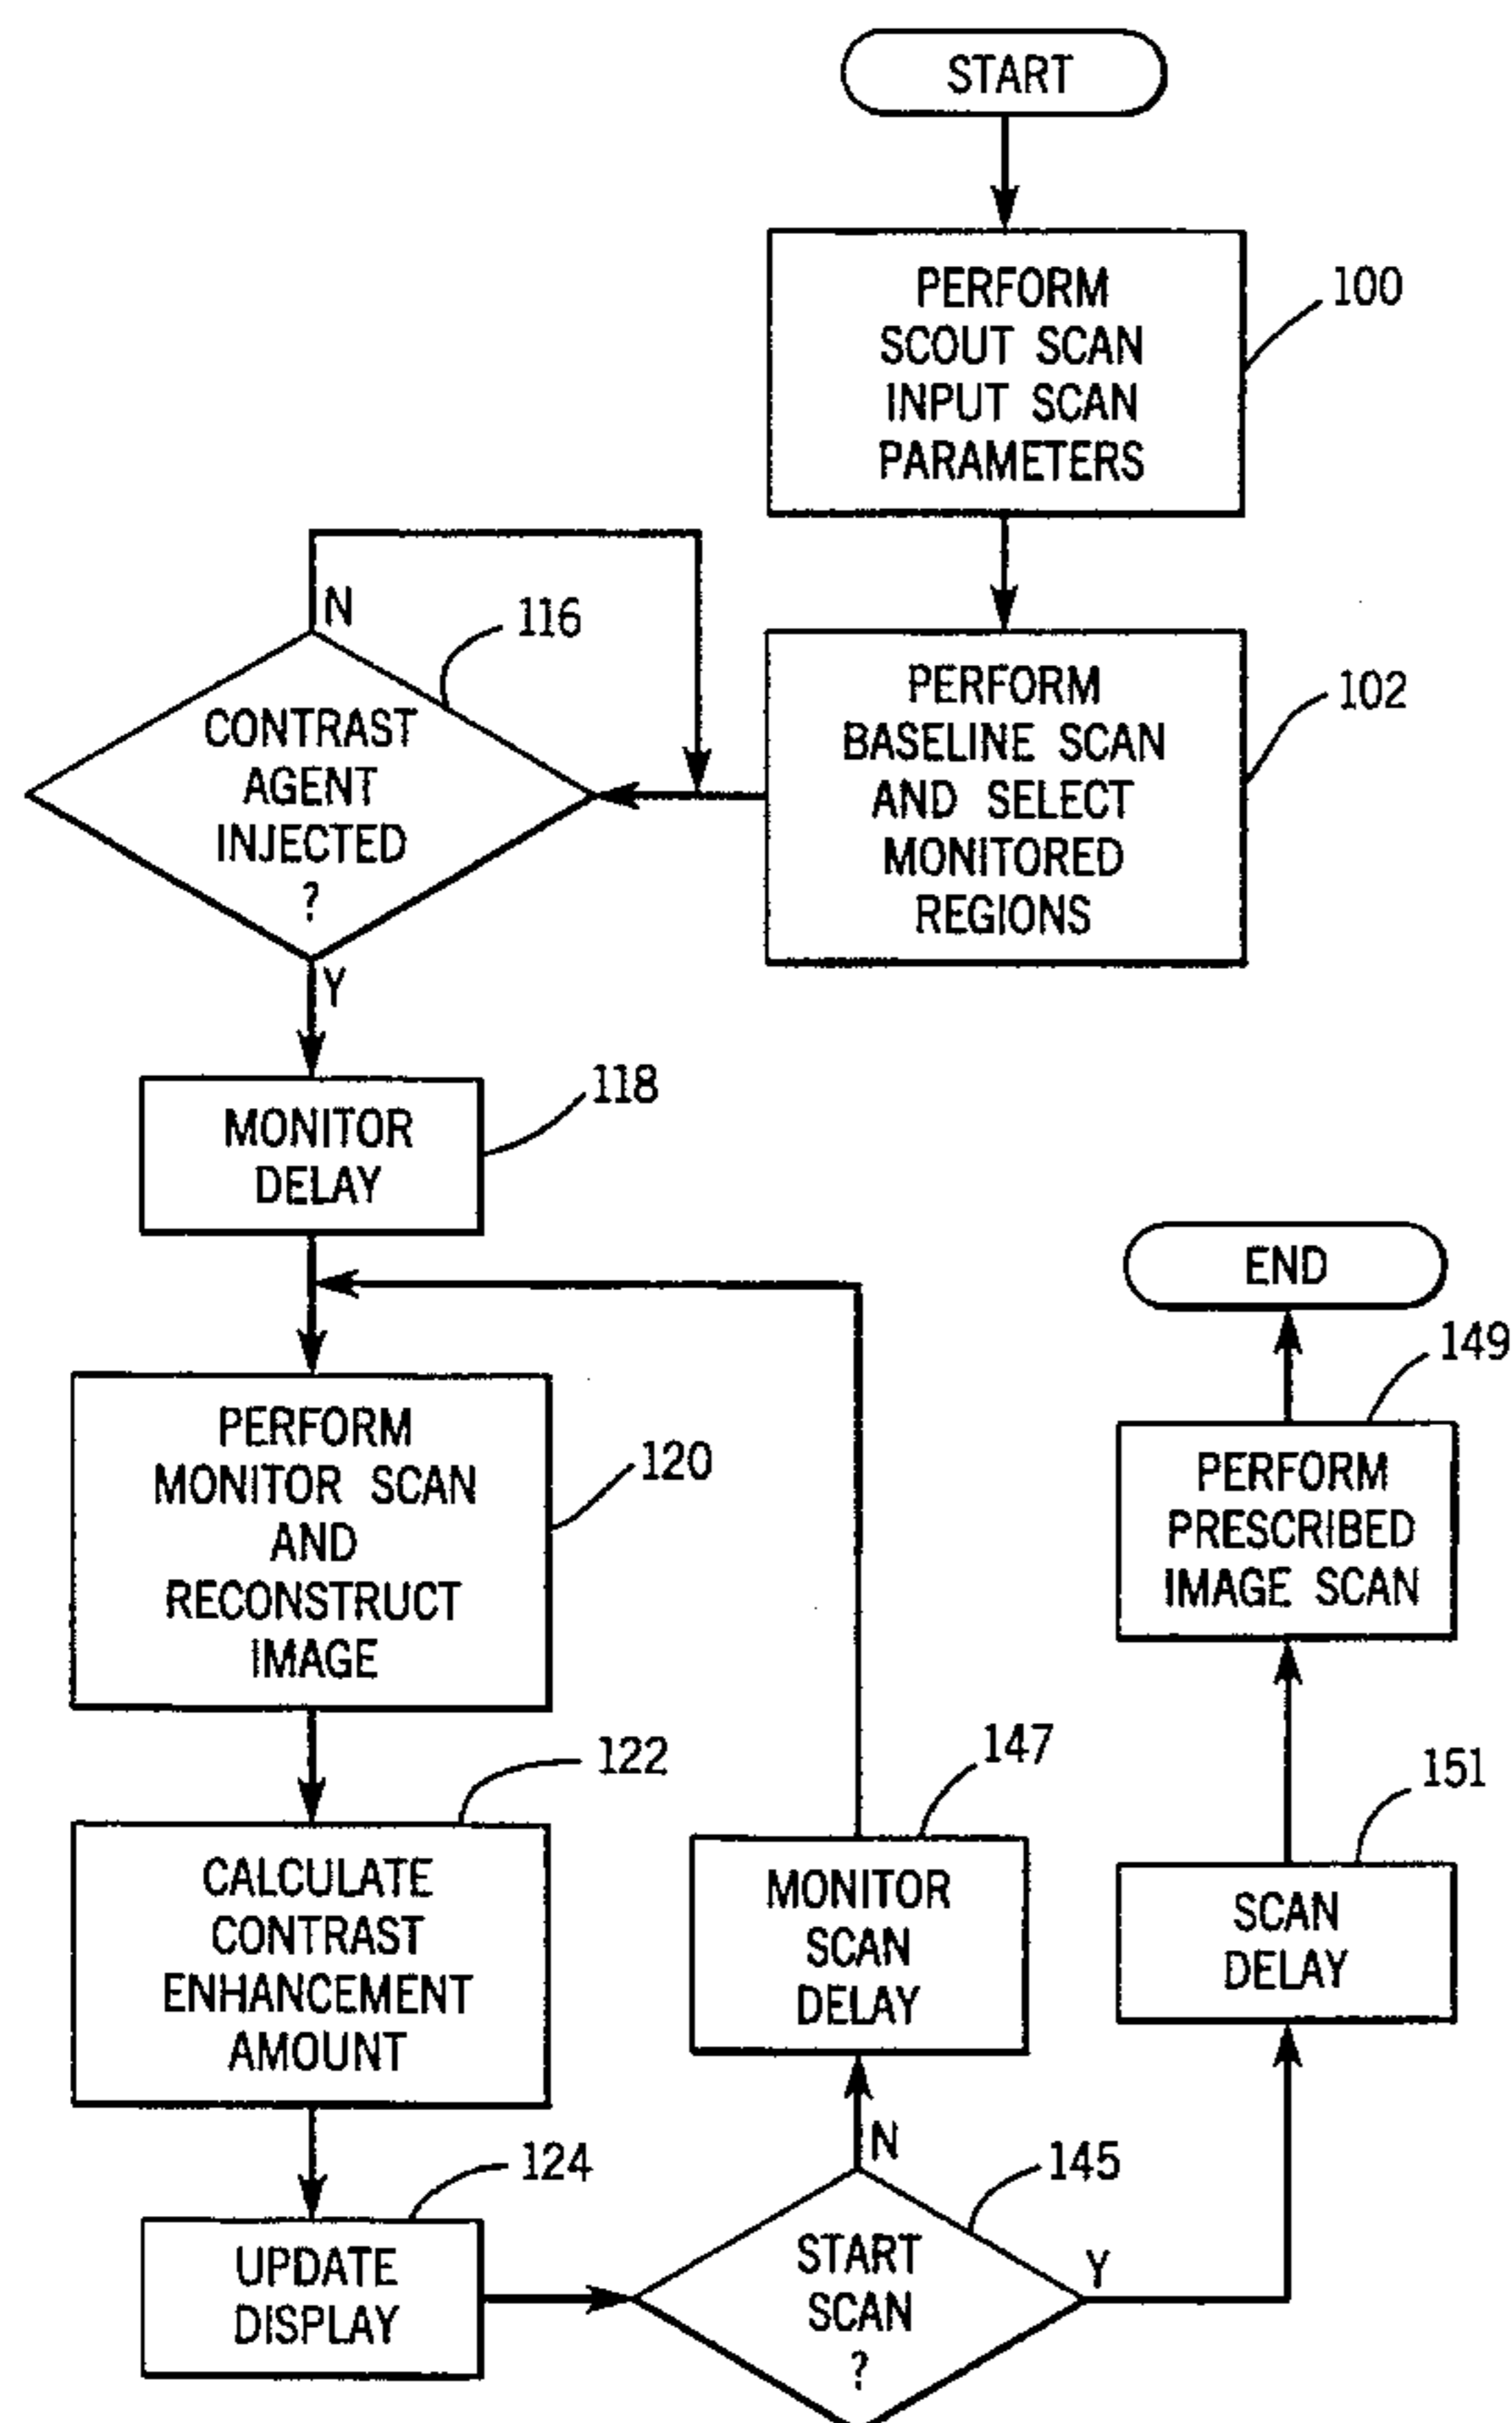 START
PERFORM
SCOUT SCAN
INPUT SCAN
PARAMETERS
100
PERFORM
BASELINE SCAN
AND SELECT
MONITORED
REGIONS
102
N
116
CONTRAST
AGENT
INJECTED
?
Y
MONITOR
DELAY
118
PERFORM
MONITOR SCAN
AND
RECONSTRUCT
IMAGE
120
CALCULATE
CONTRAST
ENHANCEMENT
AMOUNT
122
UPDATE
DISPLAY
124
START
SCAN
?
145
N
Y
MONITOR
SCAN
DELAY
147
SCAN
DELAY
151
PERFORM
PRESCRIBED
IMAGE SCAN
149
END